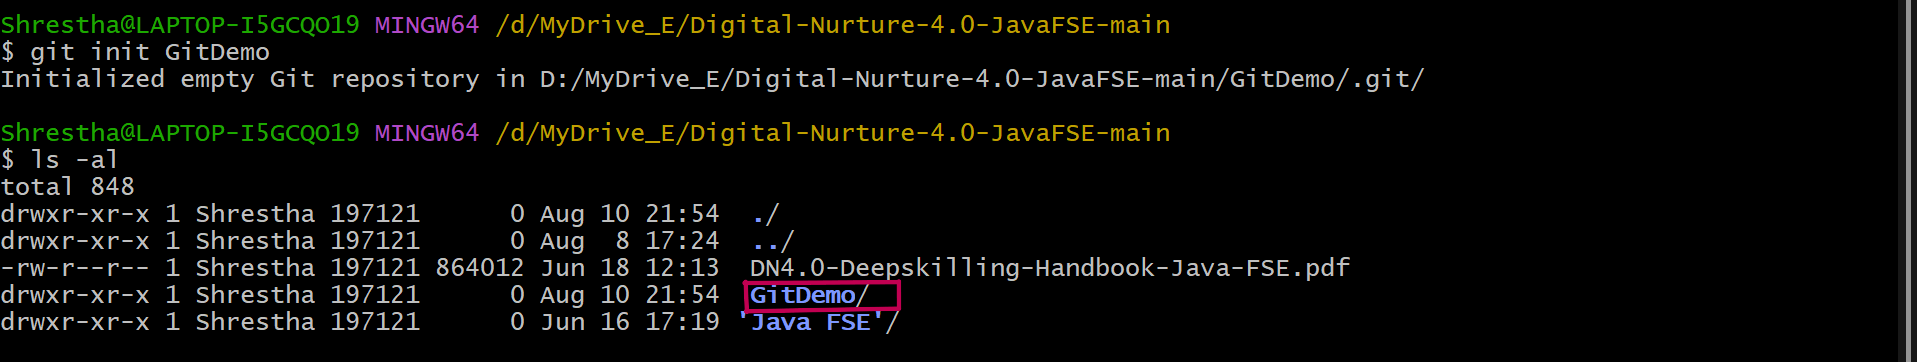 Shrestha@LAPTOP-I5GCQO19 MINGW64 /d/MyDrive_E/Digital-Nurture-4.0-JavaFSE-main
$ git init GitDemo
Initialized empty Git repository in D:/MyDrive_E/Digital-Nurture-4.0-JavaFSE-main/GitDemo/.git/
Shrestha@LAPTOP-I5GCQO19 MINGW64 /d/MyDrive_E/Digital-Nurture-4.0-JavaFSE-main
$ ls -al
total 848
drwxr-xr-x 1 Shrestha 197121      0 Aug 10 21:54  ./
drwxr-xr-x 1 Shrestha 197121      0 Aug  8 17:24  ../
-rw-r--r-- 1 Shrestha 197121 864012 Jun 18 12:13  DN4.0-Deepskilling-Handbook-Java-FSE.pdf
drwxr-xr-x 1 Shrestha 197121      0 Aug 10 21:54  GitDemo/
drwxr-xr-x 1 Shrestha 197121      0 Jun 16 17:19 'Java FSE'/